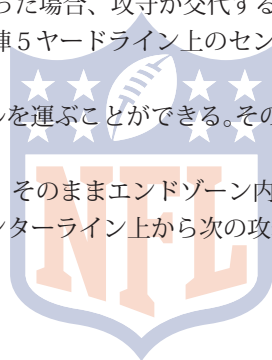 った場合、攻守が交代する
陣5ヤードライン上のセン
ルを運ぶことができる。その
そのままエンドゾーン内
ンターライン上から次の攻
NFL